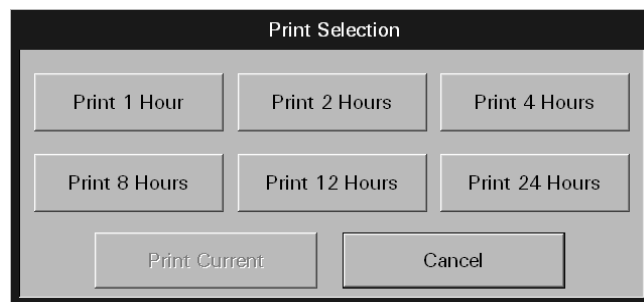 Print Selection
Print 1 Hour Print 2 Hours Print 4 Hours
Print 8 Hours Print 12 Hours Print 24 Hours
Print Current Cancel